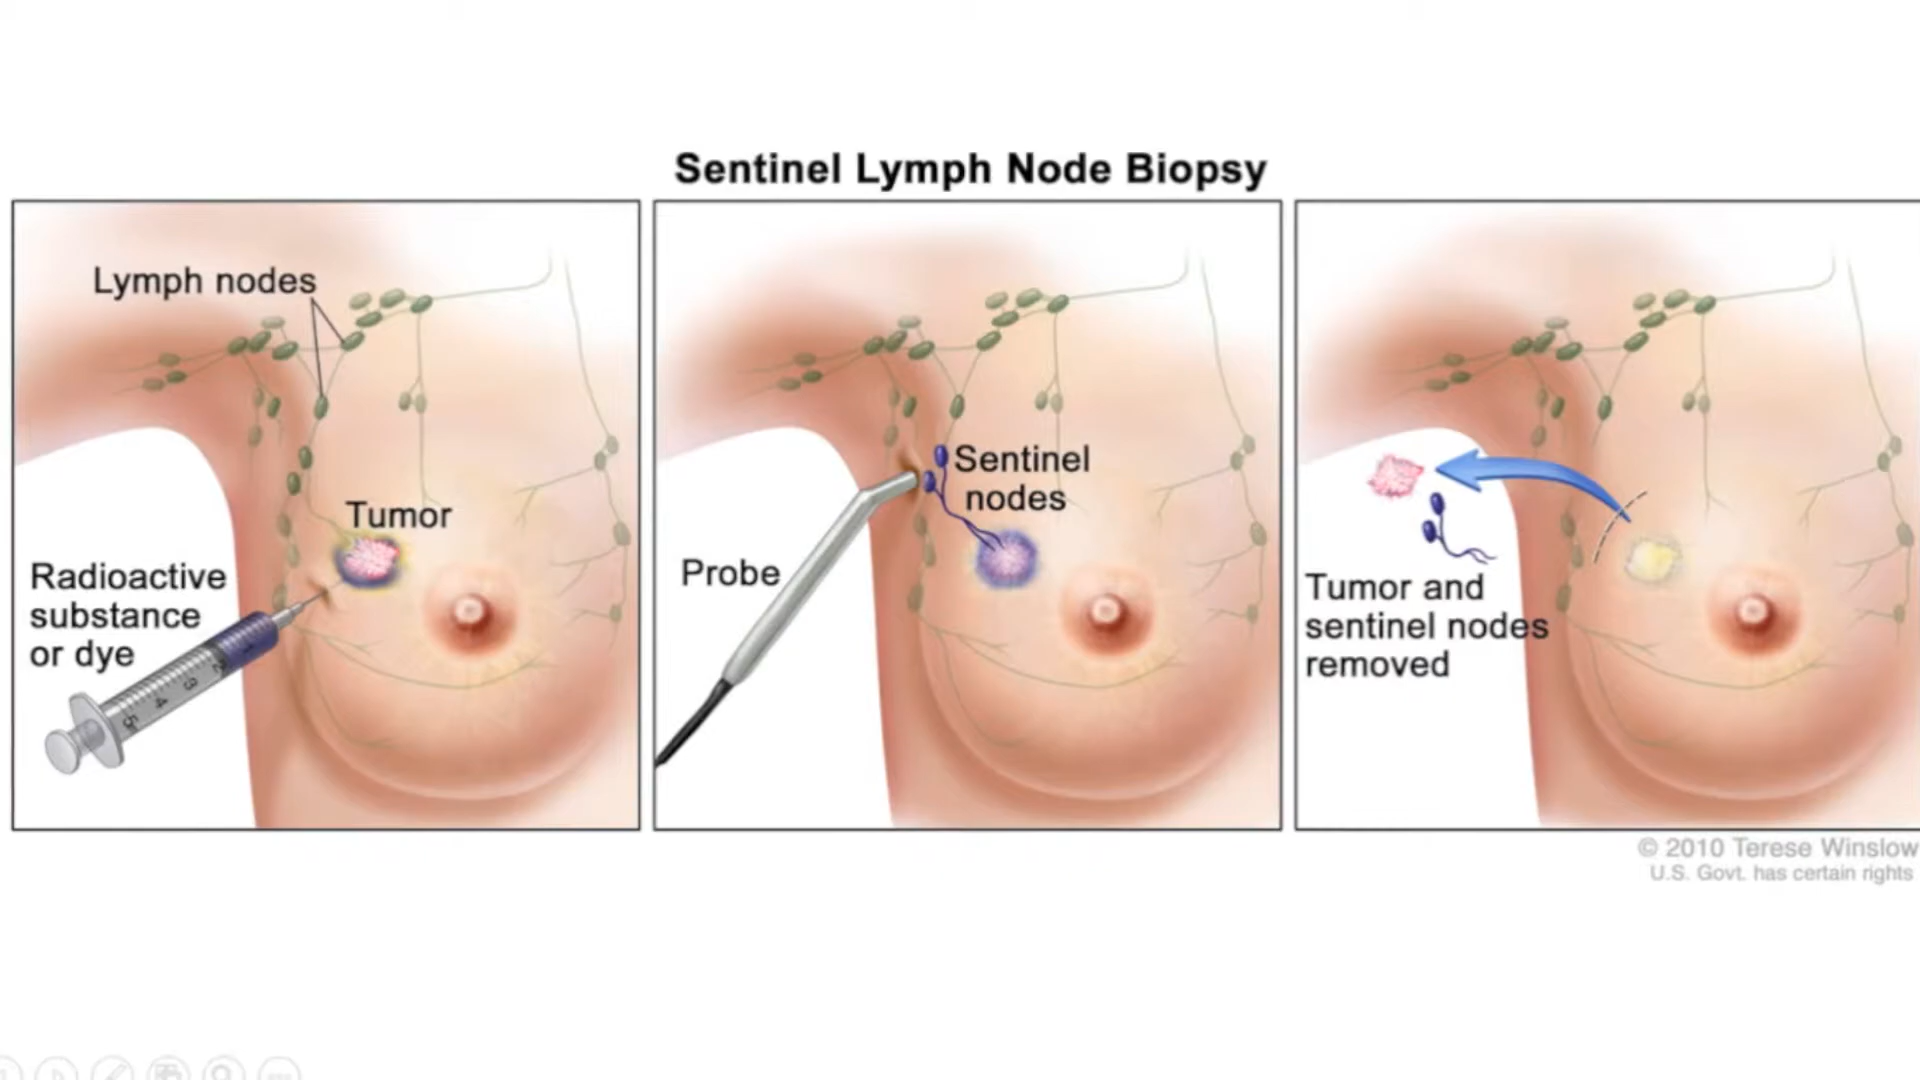 Sentinel Lymph Node Biopsy
Lymph nodes
Tumor
Radioactive
substance
or dye
Sentinel
nodes
Probe
Tumor and
sentinel nodes
removed
© 2010 Terese Winslow
U.S. Govt. has certain rights